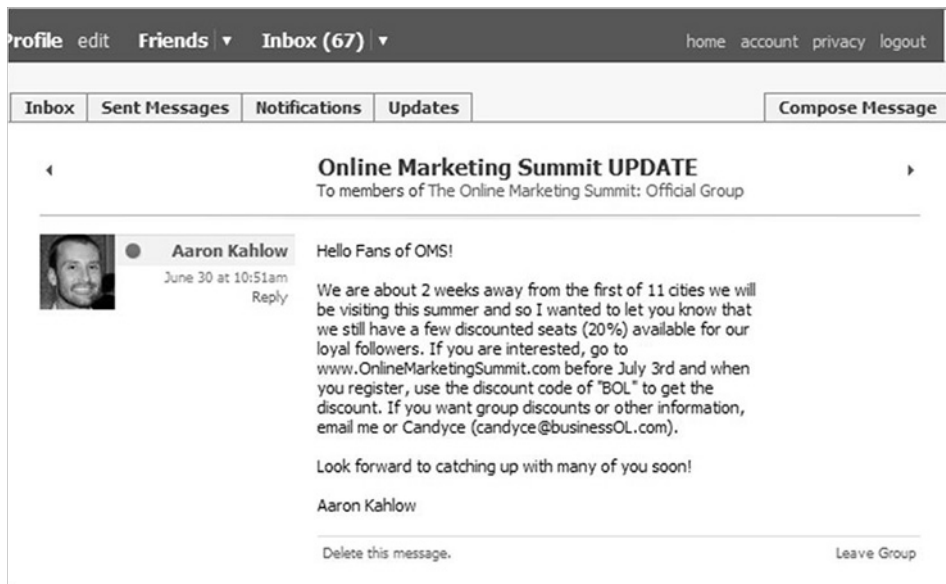 Profile edit Friends ▾ Inbox (67) ▾ home account privacy logout
Inbox Sent Messages Notifications Updates Compose Message
Online Marketing Summit UPDATE
To members of The Online Marketing Summit: Official Group
Aaron Kahlow
June 30 at 10:51am
Reply
Hello Fans of OMS!
We are about 2 weeks away from the first of 11 cities we will
be visiting this summer and so I wanted to let you know that
we still have a few discounted seats (20%) available for our
loyal followers. If you are interested, go to
www.OnlineMarketingSummit.com before July 3rd and when
you register, use the discount code of "BOL" to get the
discount. If you want group discounts or other information,
email me or Candyce (candyce@businessOL.com).
Look forward to catching up with many of you soon!
Aaron Kahlow
Delete this message. Leave Group